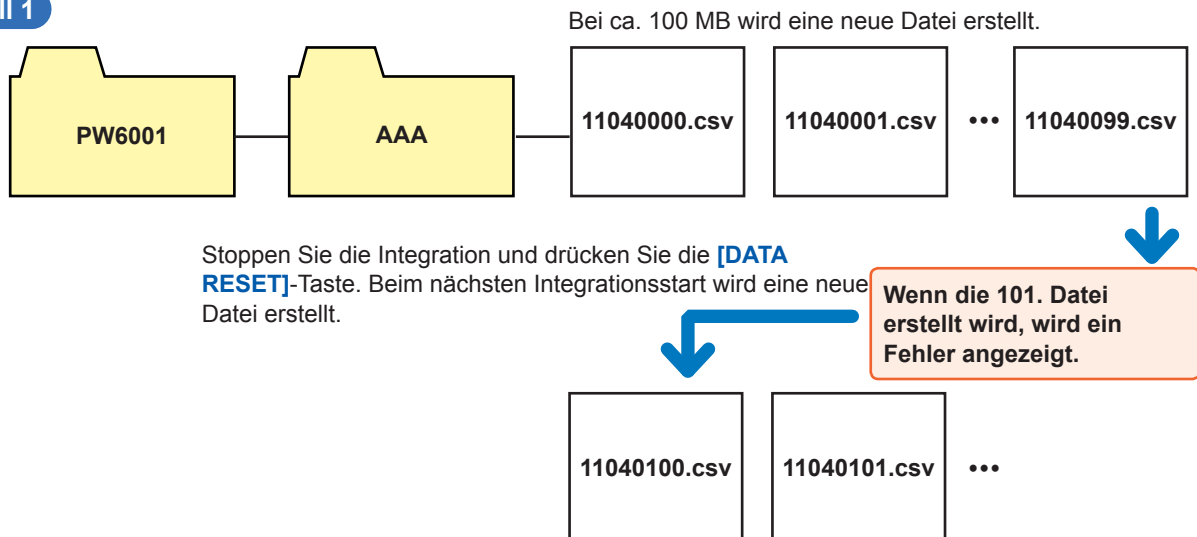 ll 1
Bei ca. 100 MB wird eine neue Datei erstellt.
PW6001
AAA
11040000.csv
11040001.csv
•••
11040099.csv
Stoppen Sie die Integration und drücken Sie die [DATA
RESET]-Taste. Beim nächsten Integrationsstart wird eine neue
Datei erstellt.
Wenn die 101. Datei
erstellt wird, wird ein
Fehler angezeigt.
11040100.csv
11040101.csv
•••